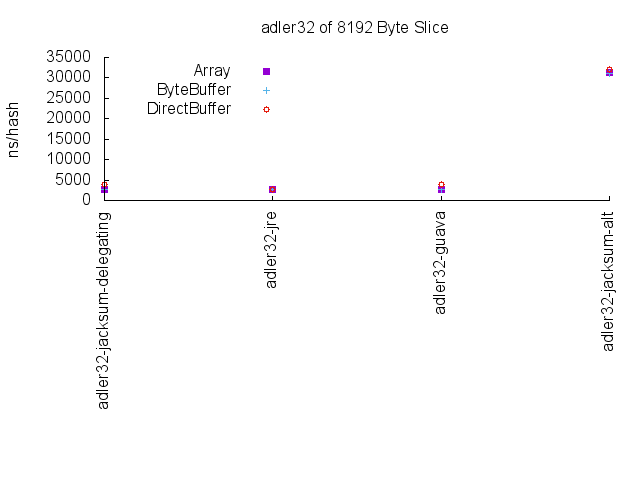 adler32 of 8192 Byte Slice
ns/hash
35000
30000
25000
20000
15000
10000
5000
0
Array
ByteBuffer
DirectBuffer
adler32-jacksum-delegating
adler32-jre
adler32-guava
adler32-jacksum-alt